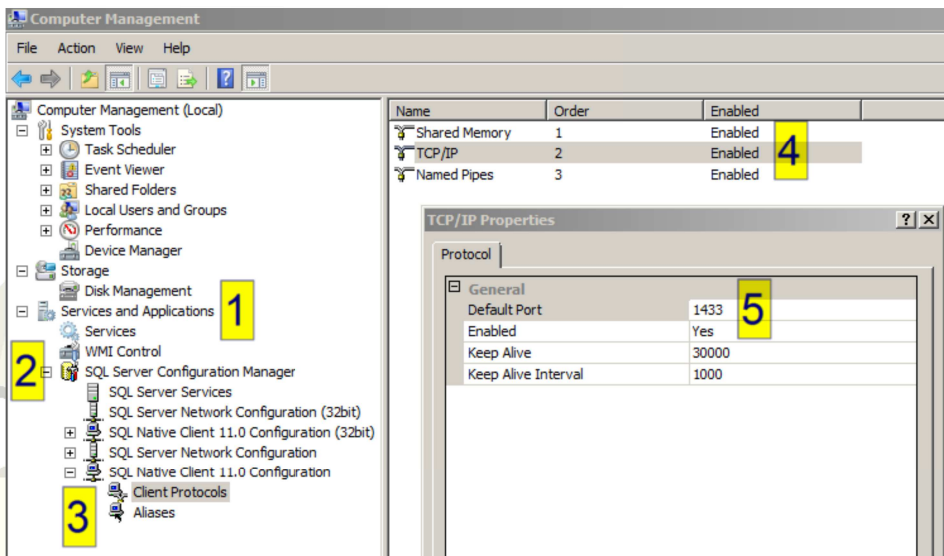 Computer Management
File Action View Help
Computer Management (Local)
System Tools
Task Scheduler
Event Viewer
Shared Folders
Local Users and Groups
Performance
Device Manager
Storage
Disk Management
1
Services and Applications
Services
WMI Control
2
SQL Server Configuration Manager
SQL Server Services
SQL Server Network Configuration (32bit)
SQL Native Client 11.0 Configuration (32bit)
SQL Server Network Configuration
SQL Native Client 11.0 Configuration
Client Protocols
3
Aliases
Name Order Enabled
Shared Memory 1 Enabled
TCP/IP 2 Enabled 4
Named Pipes 3 Enabled
TCP/IP Properties
Protocol
General
Default Port 1433 5
Enabled Yes
Keep Alive 30000
Keep Alive Interval 1000